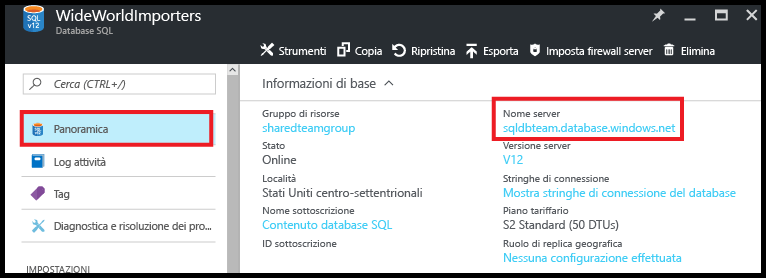 SQL
v12
WideWorldImporters
Database SQL
Strumenti
Copia
Ripristina
Esporta
Imposta firewall server
Elimina
Cerca (CTRL+/)
Panoramica
Log attività
Tag
Diagnostica e risoluzione dei pro...
IMPOSTAZIONI
Informazioni di base
Gruppo di risorse
sharedteamgroup
Stato
Online
Località
Stati Uniti centro-settentrionali
Nome sottoscrizione
Contenuto database SQL
ID sottoscrizione
Nome server
sqldbteam.database.windows.net
Versione server
V12
Stringhe di connessione
Mostra stringhe di connessione del database
Piano tariffario
S2 Standard (50 DTUs)
Ruolo di replica geografica
Nessuna configurazione effettuata